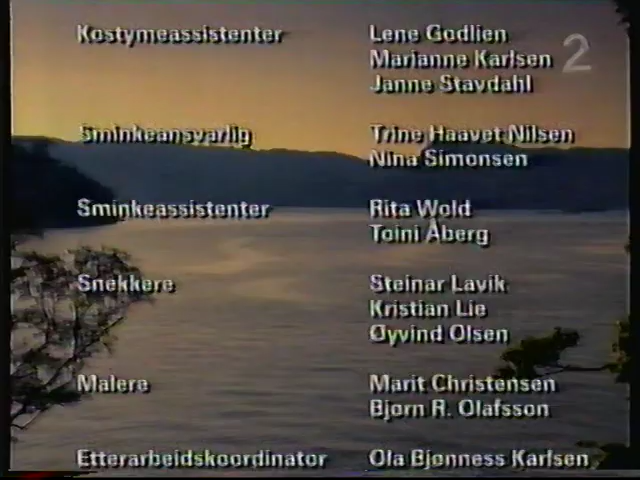 Kostymeassistenter Lene Godlien
Marianne Karlsen
2
Janne Stavdahl
Sminkeansvarlig Trine Haavet Nilsen
Nina Simonsen
Sminkeassistenter Rita Wold
Toini Åberg
Snekkere Steinar Lavik
Kristian Lie
Øyvind Olsen
Malere Marit Christensen
Bjørn R. Olafsson
Etterarbeidskoordinator Ola Bjønness Karlsen